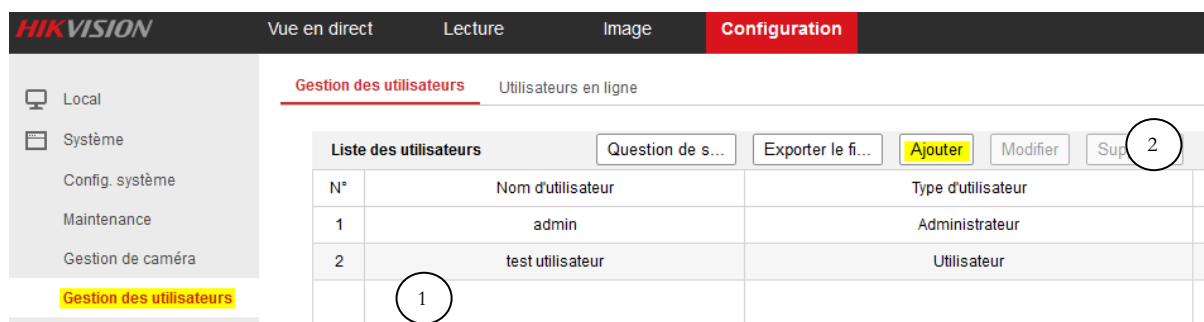 HIKVISION Vue en direct Lecture Image Configuration
Gestion des utilisateurs Utilisateurs en ligne
Local
Système
Liste des utilisateurs Question de s... Exporter le fi... Ajouter Modifier 2
Config. système
N° Nom d'utilisateur Type d'utilisateur
Maintenance
1 admin Administrateur
Gestion de caméra
2 test utilisateur Utilisateur
Gestion des utilisateurs
1